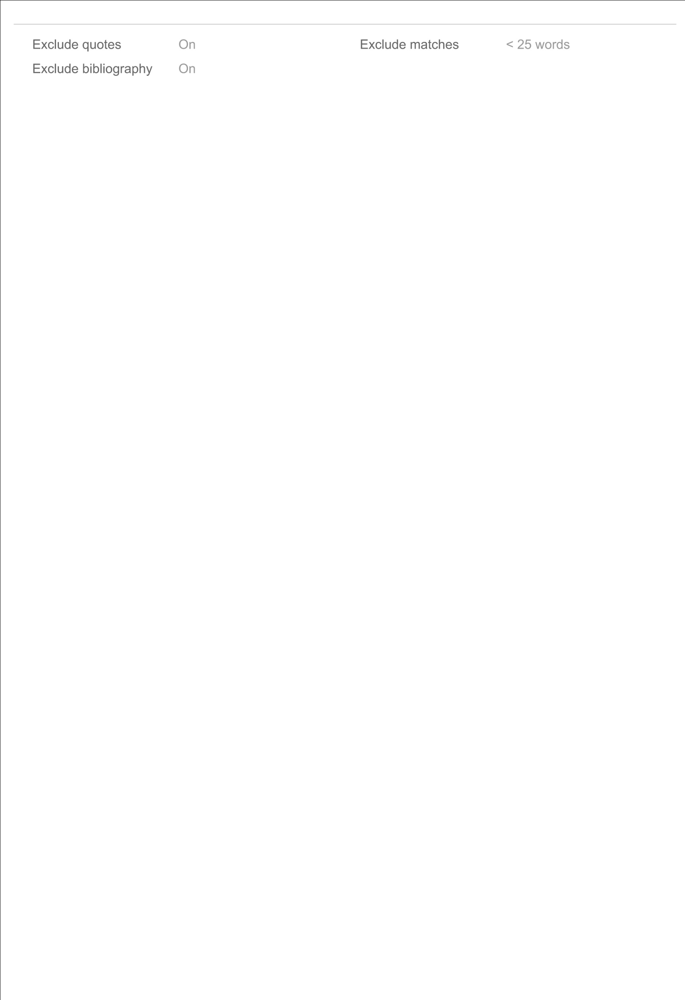 Exclude quotes On Exclude matches < 25 words
Exclude bibliography On